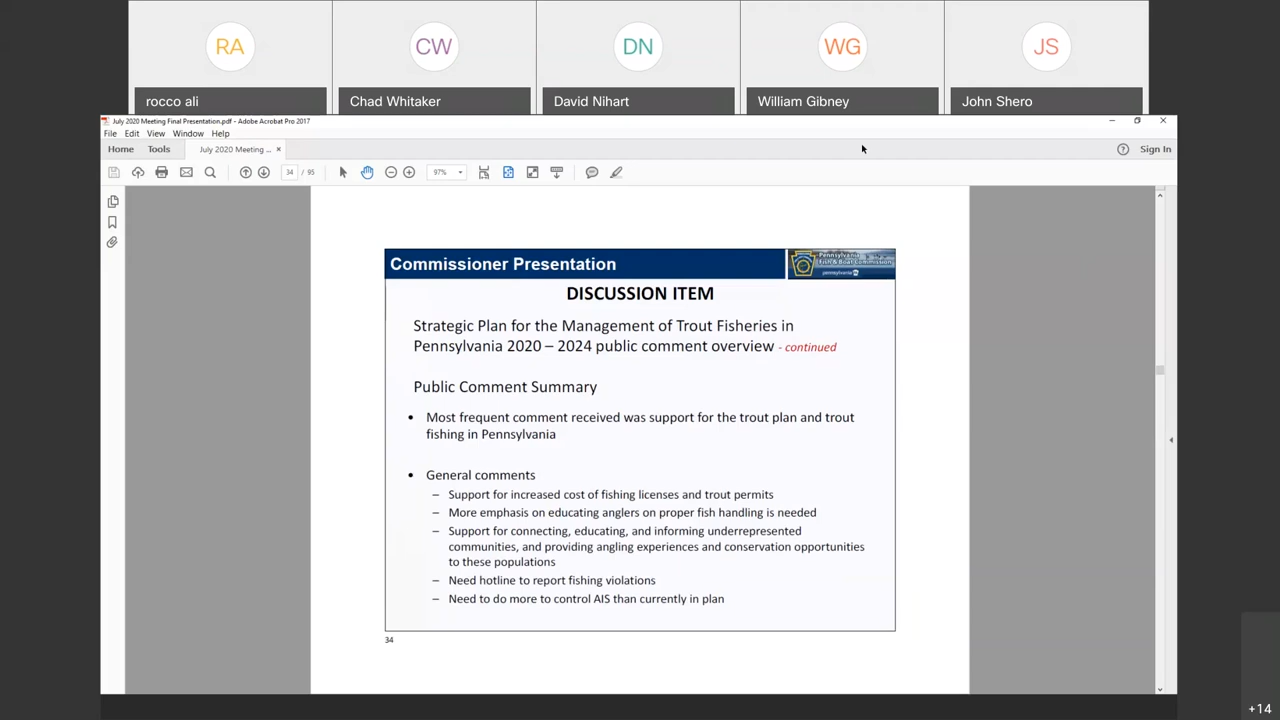 RA
CW
DN
WG
JS
rocco ali
Chad Whitaker
David Nihart
William Gibney
John Shero
July 2020 Meeting Final Presentation.pdf - Adobe Acrobat Pro 2017
File Edit View Window Help
Home Tools July 2020 Meeting ... × Sign In
34 / 95 97%
Commissioner Presentation
Pennsylvania
Fish & Boat Commission
pennsylvania
DISCUSSION ITEM
Strategic Plan for the Management of Trout Fisheries in
Pennsylvania 2020 – 2024 public comment overview - continued
Public Comment Summary
• Most frequent comment received was support for the trout plan and trout
fishing in Pennsylvania
• General comments
– Support for increased cost of fishing licenses and trout permits
– More emphasis on educating anglers on proper fish handling is needed
– Support for connecting, educating, and informing underrepresented
communities, and providing angling experiences and conservation opportunities
to these populations
– Need hotline to report fishing violations
– Need to do more to control AIS than currently in plan
34
+14